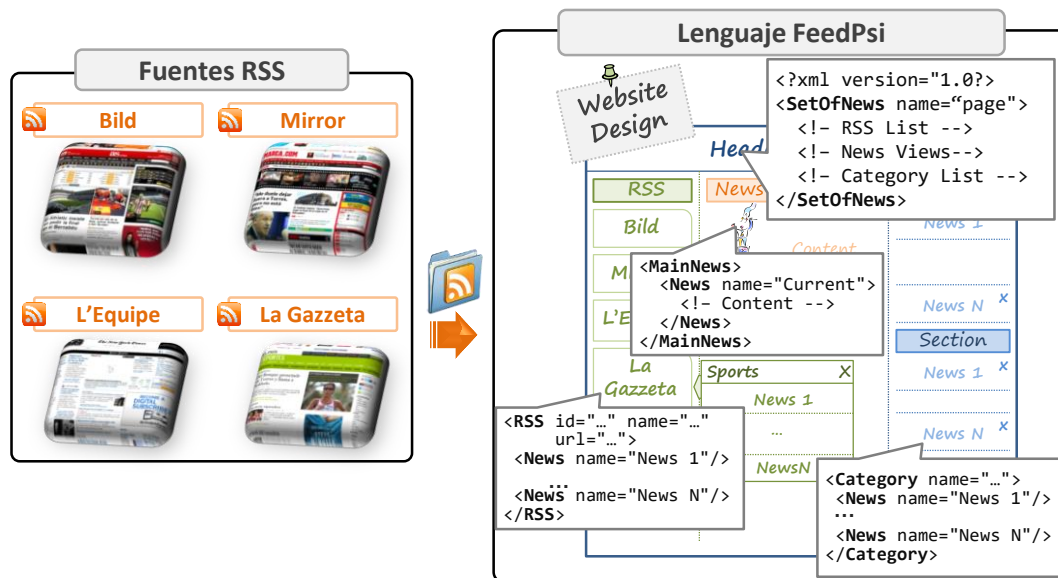 Fuentes RSS
Bild
Mirror
L'Equipe
La Gazzeta
Lenguaje FeedPsi
Website
Design
Head
<?xml version="1.0?>
<SetOfNews name=“page">
<!– RSS List -->
<!– News Views-->
<!– Category List -->
</SetOfNews>
RSS
News
Bild
Content
News 1
<MainNews>
<News name="Current">
<!– Content -->
</News>
</MainNews>
M
L'E
News N x
Section
La
Gazzeta
Sports X
News 1
...
NewsN
News 1 x
News N x
<RSS id="…" name="…"
url="…">
<News name="News 1"/>
...
<News name="News N"/>
</RSS>
<Category name="…">
<News name="News 1"/>
...
<News name="News N"/>
</Category>